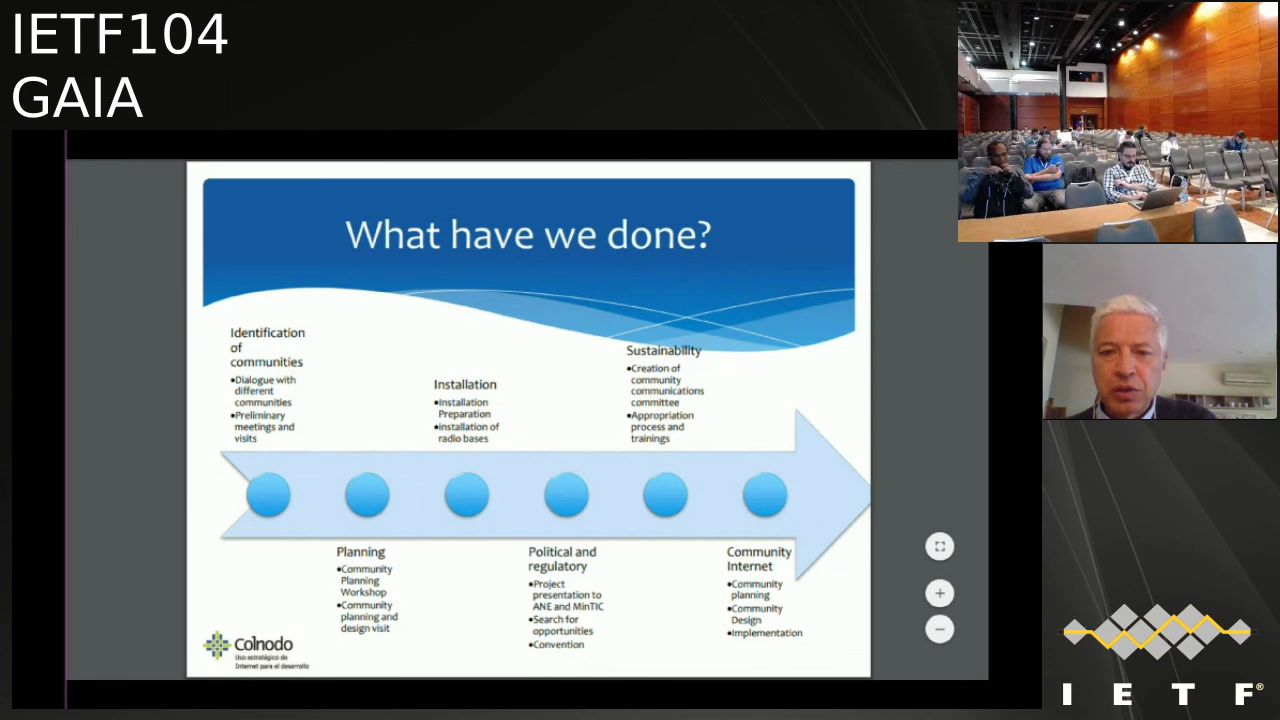 IETF104
GAIA
What have we done?
Identification
of
communities
•Dialogue with
different
communities
•Preliminary
meetings and
visits
Installation
•Installation
Preparation
•installation of
radio bases
Sustainability
•Creation of
community
communications
committee
•Appropriation
process and
trainings
Planning
•Community
Planning
Workshop
•Community
planning and
design visit
Political and
regulatory
•Project
presentation to
ANE and MinTIC
•Search for
opportunities
•Convention
Community
Internet
•Community
planning
•Community
Design
•Implementation
Colnodo
Uso estratégico de
Internet para el desarrollo
I E T F®